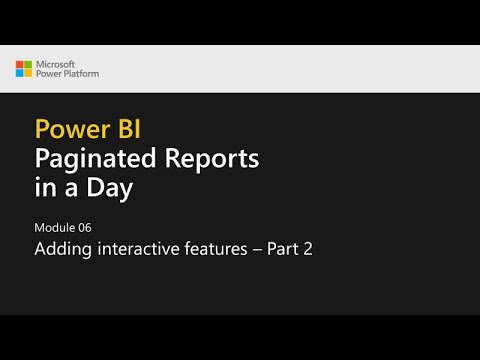 Microsoft
Power Platform
Power BI
Paginated Reports
in a Day
Module 06
Adding interactive features – Part 2